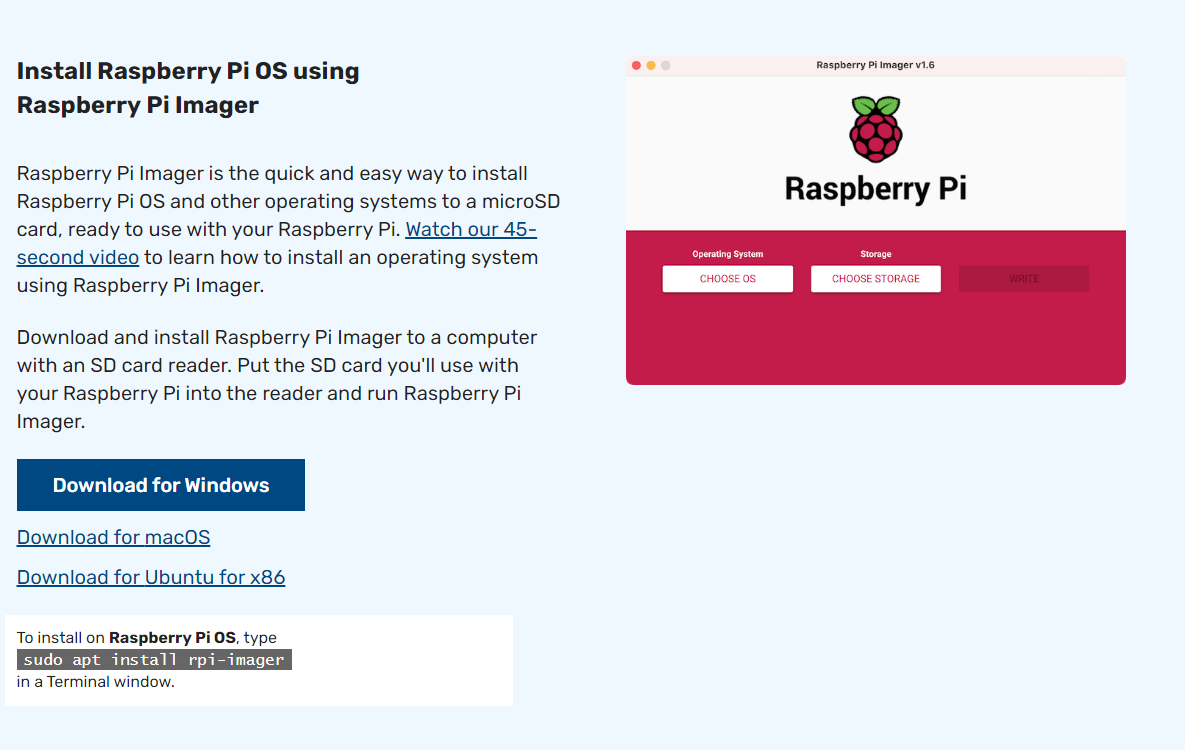 Install Raspberry Pi OS using
Raspberry Pi Imager
Raspberry Pi Imager is the quick and easy way to install
Raspberry Pi OS and other operating systems to a microSD
card, ready to use with your Raspberry Pi. Watch our 45-
second video to learn how to install an operating system
using Raspberry Pi Imager.
Download and install Raspberry Pi Imager to a computer
with an SD card reader. Put the SD card you'll use with
your Raspberry Pi into the reader and run Raspberry Pi
Imager.
Download for Windows
Download for macOS
Download for Ubuntu for x86
To install on Raspberry Pi OS, type
sudo apt install rpi-imager
in a Terminal window.
Raspberry Pi Imager v1.6
Raspberry Pi
Operating System
Storage
CHOOSE OS
CHOOSE STORAGE
WRITE